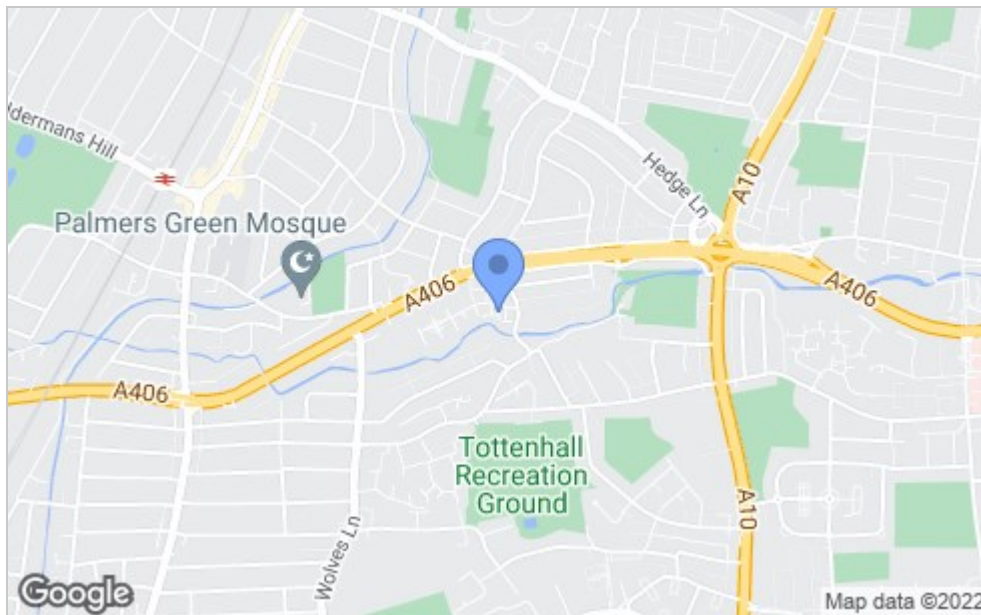 ldermans Hill
Hedge Ln
A10
Palmers Green Mosque
A406
A406
A406
Tottenhall
Recreation
Ground
A10
Wolves Ln
Google
Map data ©2022